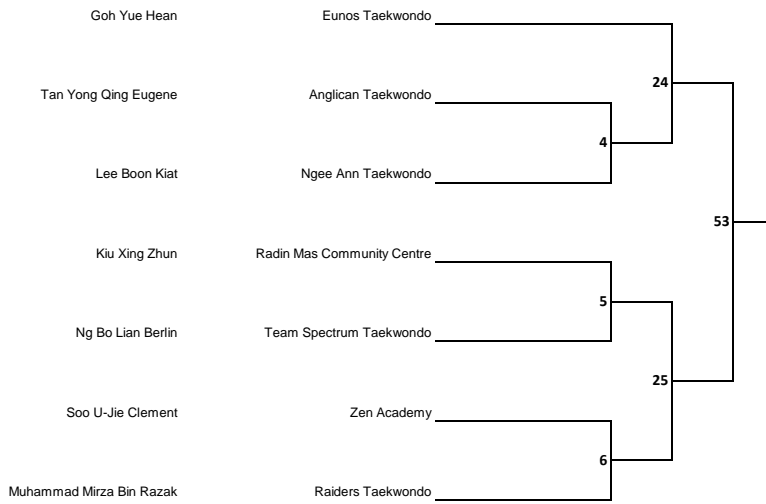 Goh Yue Hean Eunos Taekwondo
24
Tan Yong Qing Eugene Anglican Taekwondo
4
Lee Boon Kiat Ngee Ann Taekwondo
53
Kiu Xing Zhun Radin Mas Community Centre
5
Ng Bo Lian Berlin Team Spectrum Taekwondo
25
Soo U-Jie Clement Zen Academy
6
Muhammad Mirza Bin Razak Raiders Taekwondo